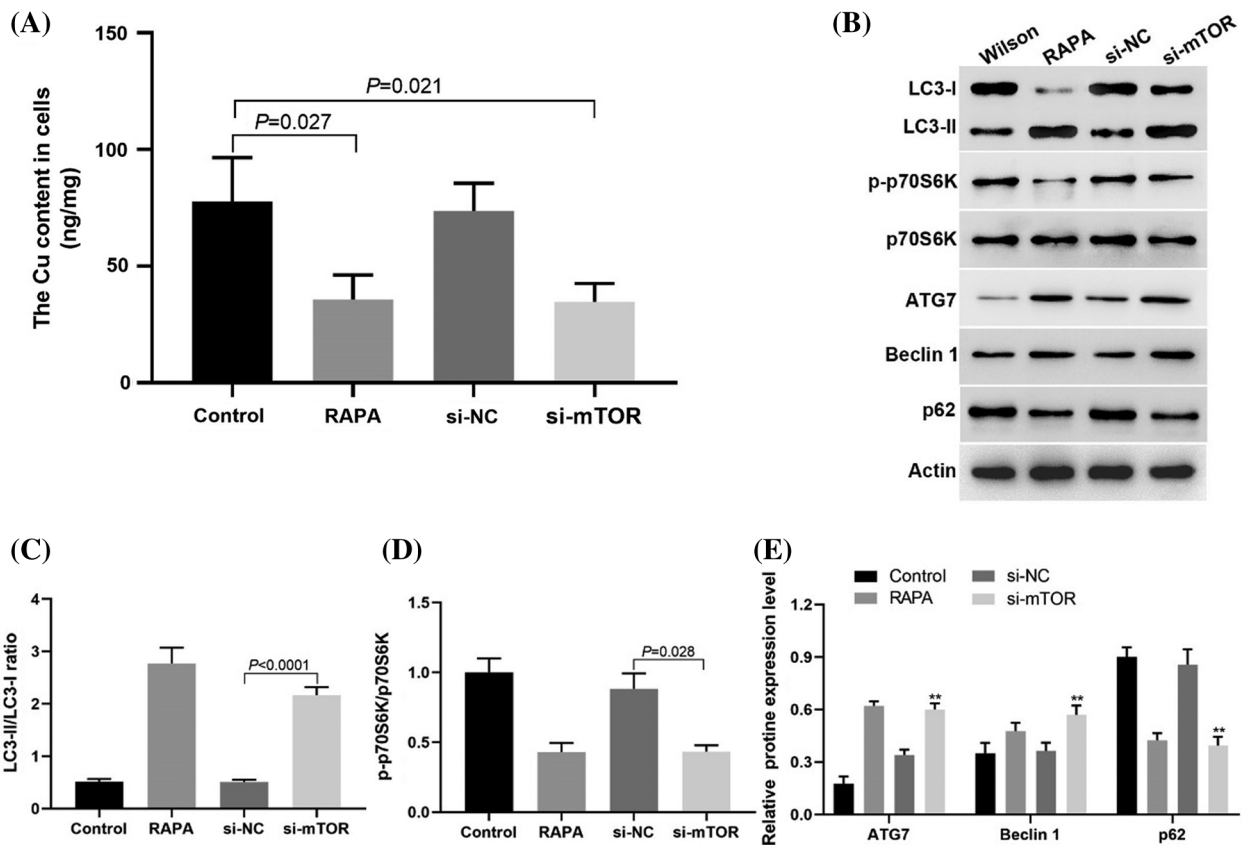 (A)
150
100
50
0
The Cu content in cells
(ng/mg)
P=0.021
P=0.027
Control
RAPA
si-NC
si-mTOR
(B)
Wilson
RAPA
si-NC
si-mTOR
LC3-I
LC3-II
p-p70S6K
p70S6K
ATG7
Beclin 1
p62
Actin
(C)
4
3
2
1
0
LC3-II/LC3-I ratio
P<0.0001
Control
RAPA
si-NC
si-mTOR
(D)
1.5
1.0
0.5
0.0
p-p70S6K/p70S6K
P=0.028
Control
RAPA
si-NC
si-mTOR
(E)
Control
RAPA
si-NC
si-mTOR
Relative protine expression level
1.2
0.9
0.6
0.3
0.0
**
**
**
ATG7
Beclin 1
p62